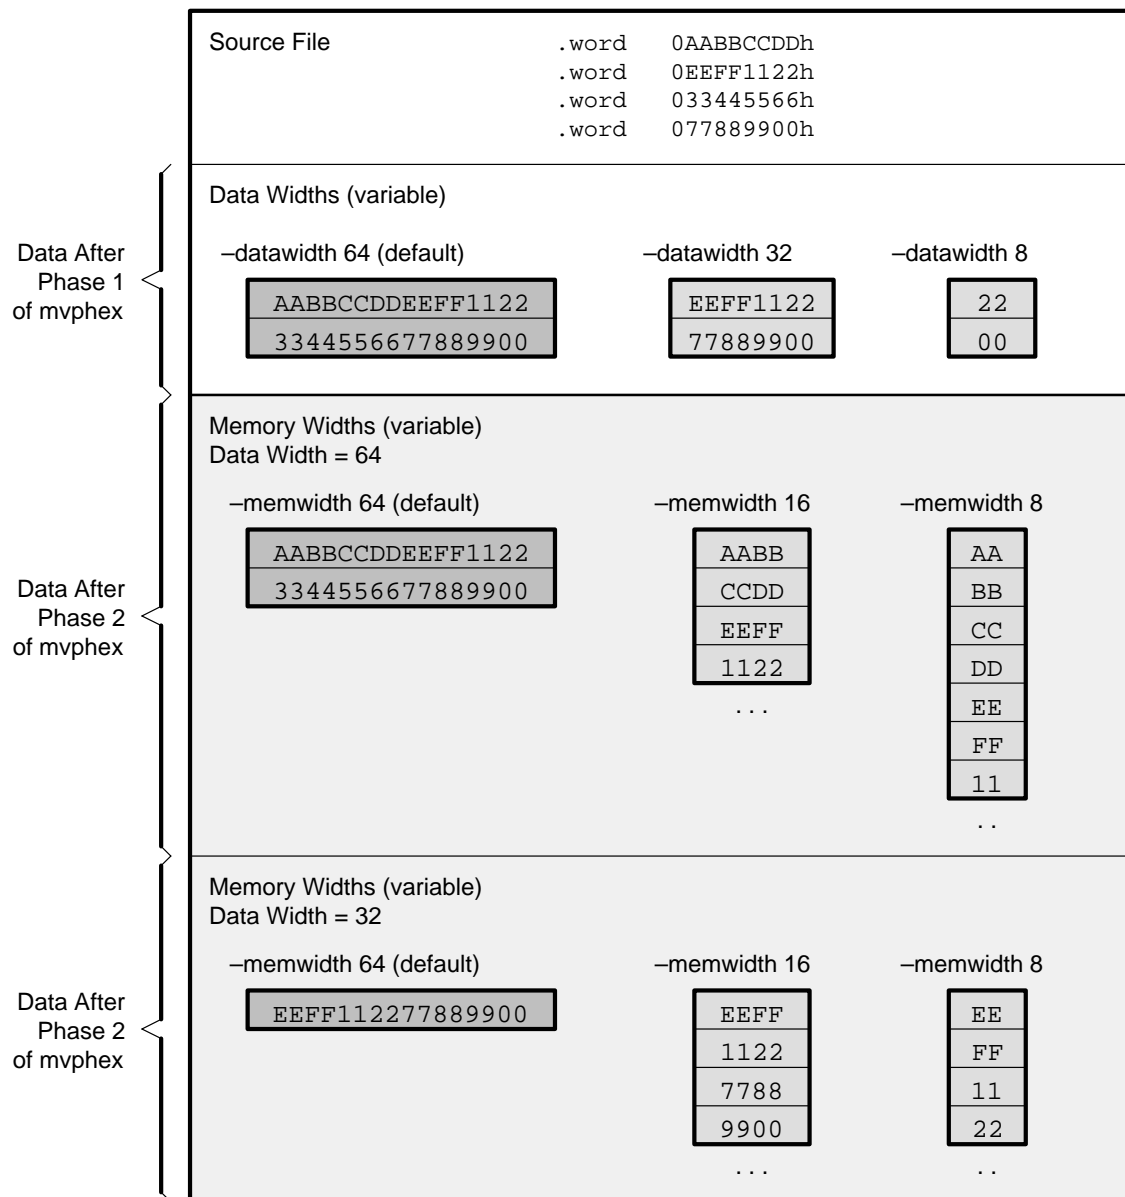 Source File
.word 0AABBCCDDh
.word 0EEFF1122h
.word 033445566h
.word 077889900h
Data After
Phase 1
of mvphex
Data Widths (variable)
–datawidth 64 (default) –datawidth 32 –datawidth 8
AABBCCDDEEFF1122 EEFF1122 22
3344556677889900 77889900 00
Data After
Phase 2
of mvphex
Memory Widths (variable)
Data Width = 64
–memwidth 64 (default) –memwidth 16 –memwidth 8
AABBCCDDEEFF1122 AABB AA
3344556677889900 CCDD BB
EEFF CC
1122 DD
. . . EE
FF
11
. .
Data After
Phase 2
of mvphex
Memory Widths (variable)
Data Width = 32
–memwidth 64 (default) –memwidth 16 –memwidth 8
EEFF112277889900 EEFF EE
1122 FF
7788 11
9900 22
. . . . .